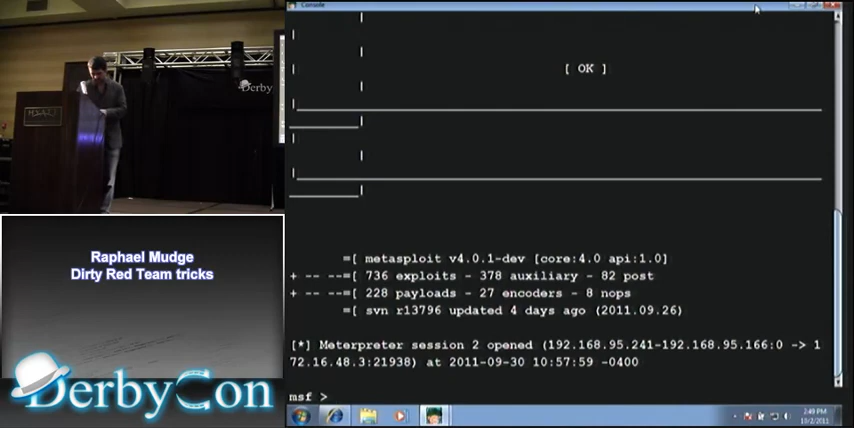 Console
[ OK ]
DerbyCon
HYATT
Raphael Mudge
Dirty Red Team tricks
DerbyCon
=[ metasploit v4.0.1-dev [core:4.0 api:1.0]
+ -- --=[ 736 exploits - 378 auxiliary - 82 post
+ -- --=[ 228 payloads - 27 encoders - 8 nops
=[ svn r13796 updated 4 days ago (2011.09.26)
[*] Meterpreter session 2 opened (192.168.95.241-192.168.95.166:0 -> 1
72.16.48.3:21938) at 2011-09-30 10:57:59 -0400
msf >
2:49 PM
10/2/2011